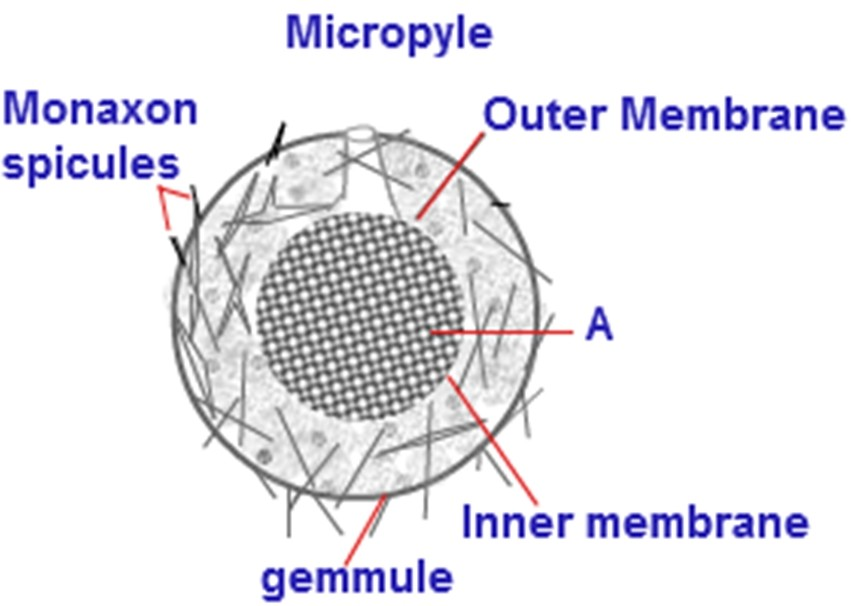 Micropyle
Monaxon
spicules
Outer Membrane
A
Inner membrane
gemmule